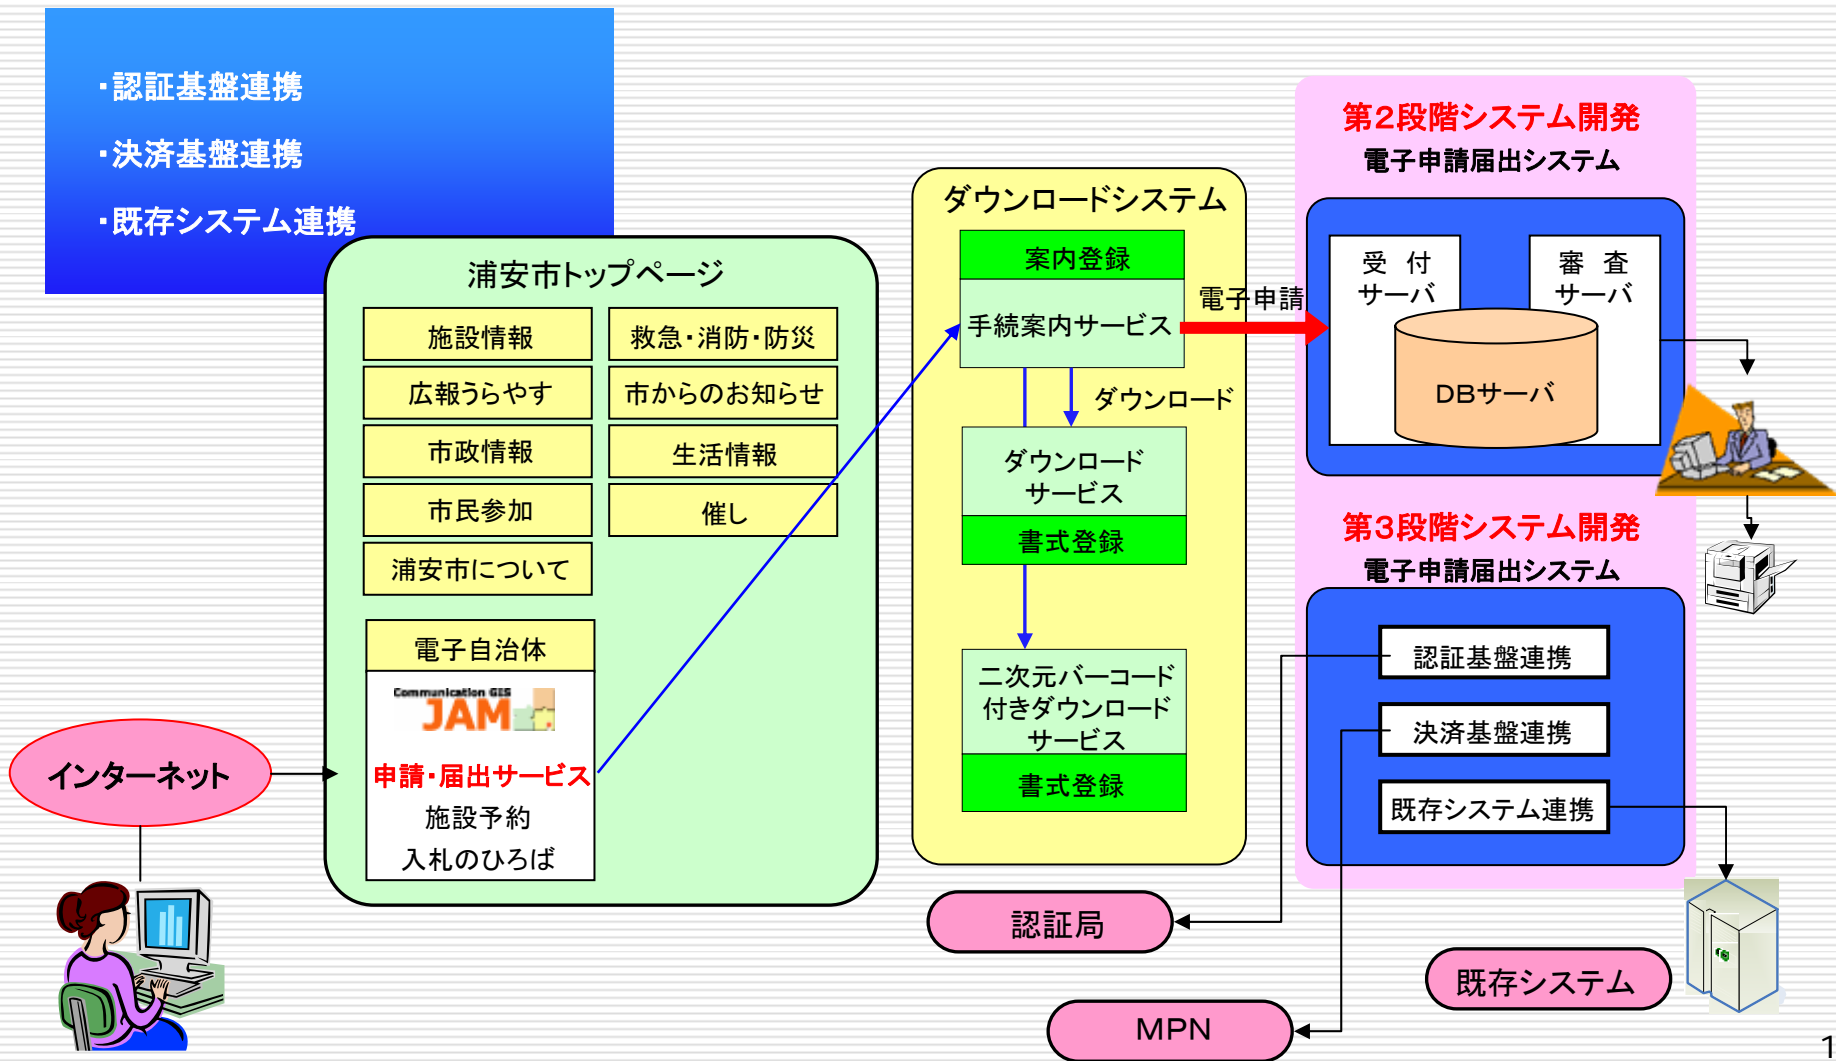 ・認証基盤連携
・決済基盤連携
・既存システム連携
浦安市トップページ
施設情報
救急・消防・防災
広報うらやす
市からのお知らせ
市政情報
生活情報
市民参加
催し
浦安市について
電子自治体
Communication GIS
JAM
申請・届出サービス
施設予約
入札のひろば
インターネット
ダウンロードシステム
案内登録
手続案内サービス
電子申請
ダウンロード
ダウンロード
サービス
書式登録
二次元バーコード
付きダウンロード
サービス
書式登録
第2段階システム開発
電子申請届出システム
受 付
サーバ
審 査
サーバ
DBサーバ
第3段階システム開発
電子申請届出システム
認証基盤連携
決済基盤連携
既存システム連携
認証局
既存システム
MPN
1